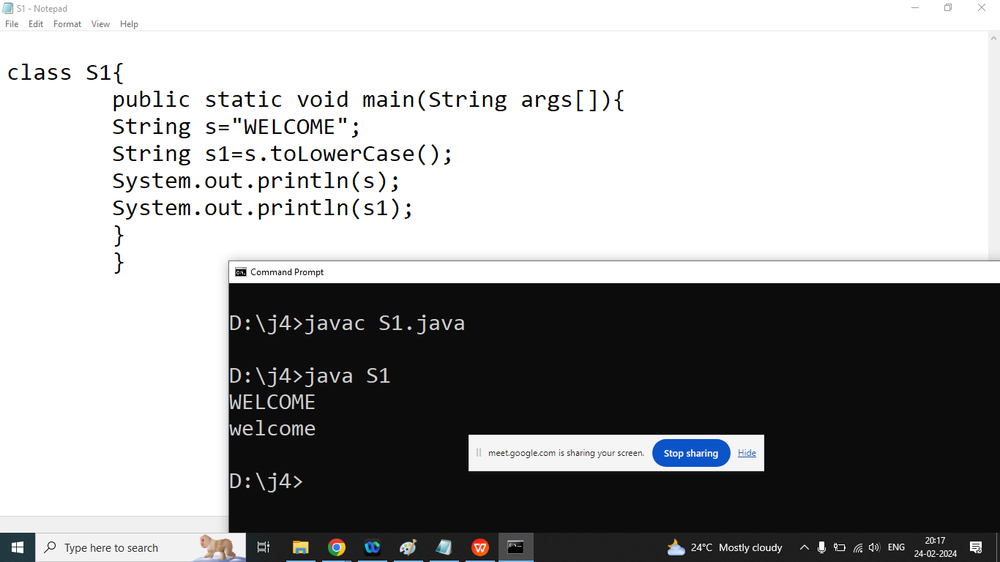 S1 - Notepad
File Edit Format View Help
class S1{
public static void main(String args[]){
String s="WELCOME";
String s1=s.toLowerCase();
System.out.println(s);
System.out.println(s1);
}
}
Command Prompt
D:\j4>javac S1.java
D:\j4>java S1
WELCOME
welcome
meet.google.com is sharing your screen. Stop sharing Hide
D:\j4>
Type here to search
24°C Mostly cloudy
ENG
20:17
24-02-2024